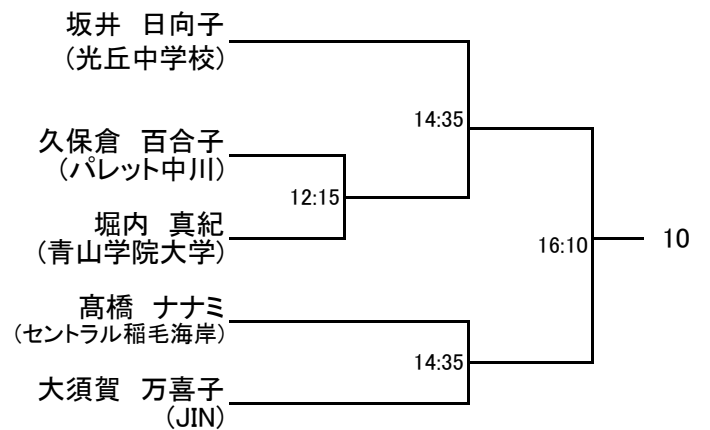 坂井　日向子
(光丘中学校)
14:35
久保倉　百合子
(パレット中川)
12:15
堀内　真紀
(青山学院大学)
16:10
10
髙橋　ナナミ
(セントラル稲毛海岸)
14:35
大須賀　万喜子
(JIN)